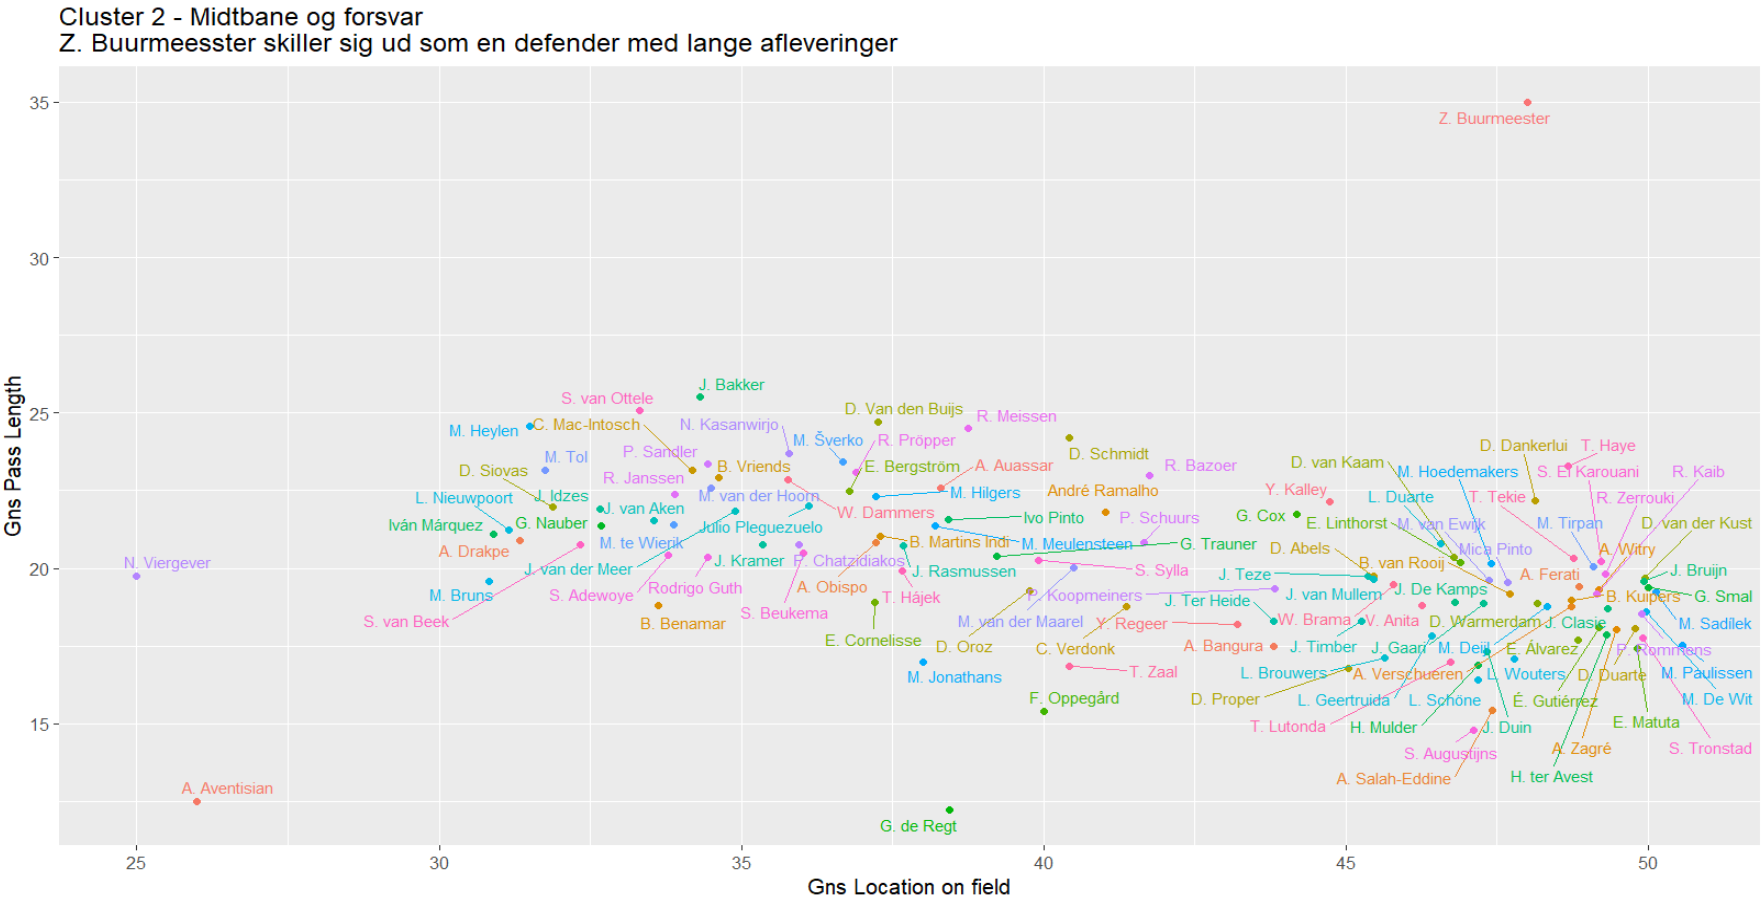 Cluster 2 - Midtbane og forsvar
Z. Buurmeesster skiller sig ud som en defender med lange afleveringer
35
Z. Buurmeester
30
Gns Pass Length
25
J. Bakker
S. van Ottele
D. Van den Buijs
R. Meissen
M. Heylen
C. Mac-Intosch
N. Kasanwirjo
M. Šverko
R. Pröpper
D. Schmidt
D. Dankerlui
T. Haye
M. Tol
P. Sandler
B. Vriends
E. Bergström
A. Auassar
R. Bazoer
D. van Kaam
M. Hoedemakers
S. El Karouani
R. Kaib
D. Siovas
R. Janssen
M. van der Hoorn
M. Hilgers
André Ramalho
Y. Kalley
L. Duarte
T. Tekie
R. Zerrouki
L. Nieuwpoort
J. Idzes
J. van Aken
W. Dammers
Iván Márquez
G. Nauber
Julio Pleguezuelo
Ivo Pinto
P. Schuurs
G. Cox
E. Linthorst
M. van Ewijk
M. Tirpan
D. van der Kust
A. Drakpe
M. te Wierik
B. Martins Indi
M. Meulensteen
G. Trauner
D. Abels
Mica Pinto
A. Witry
N. Viergever
J. van der Meer
J. Kramer
P. Chatzidiakos
J. Rasmussen
S. Sylla
J. Teze
B. van Rooij
A. Ferati
J. Bruijn
20
M. Bruns
S. Adewoye
Rodrigo Guth
A. Obispo
T. Hájek
P. Koopmeiners
J. Ter Heide
J. van Mullem
J. De Kamps
B. Kuipers
G. Smal
S. van Beek
B. Benamar
S. Beukema
M. van der Maarel
Y. Regeer
W. Brama
V. Anita
D. Warmerdam
J. Clasie
M. Sadílek
E. Cornelisse
D. Oroz
C. Verdonk
A. Bangura
J. Timber
J. Gaari
M. Deijl
E. Álvarez
P. Rommens
M. Jonathans
T. Zaal
L. Brouwers
A. Verschueren
L. Wouters
D. Duarte
M. Paulissen
F. Oppegård
D. Proper
L. Geertruida
L. Schöne
É. Gutiérrez
M. De Wit
15
T. Lutonda
H. Mulder
J. Duin
E. Matuta
S. Augustijns
A. Zagré
S. Tronstad
A. Salah-Eddine
H. ter Avest
A. Aventisian
G. de Regt
25
30
35
40
45
50
Gns Location on field